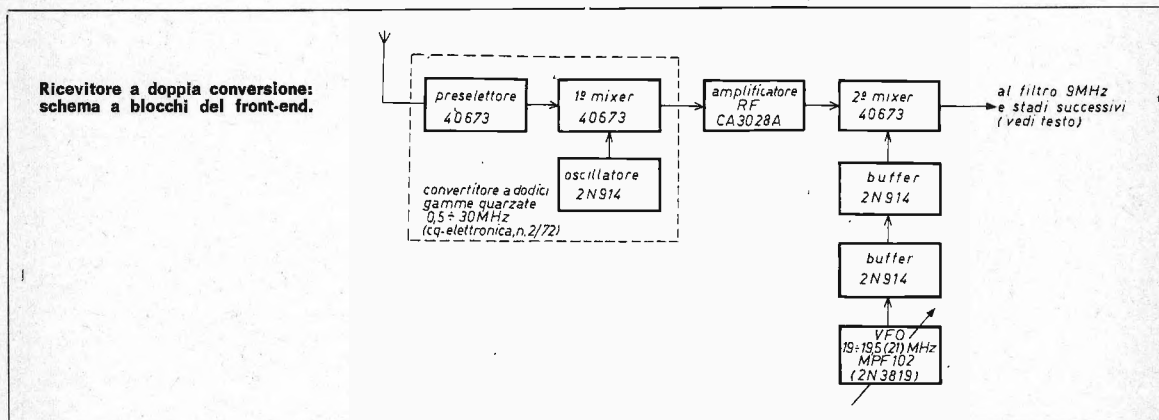 Ricevitore a doppia conversione:
schema a blocchi del front-end.
preselettore
40673
1º mixer
40673
amplificatore
RF
CA3028A
2º mixer
40673
al filtro 9MHz
e stadi successivi
(vedi testo)
oscillatore
2N914
convertitore a dodici
gamme quarzate
0,5÷30MHz
(cq-elettronica, n. 2/72)
buffer
2N914
buffer
2N914
VFO
19÷19,5(21)MHz
MPF102
(2N3819)